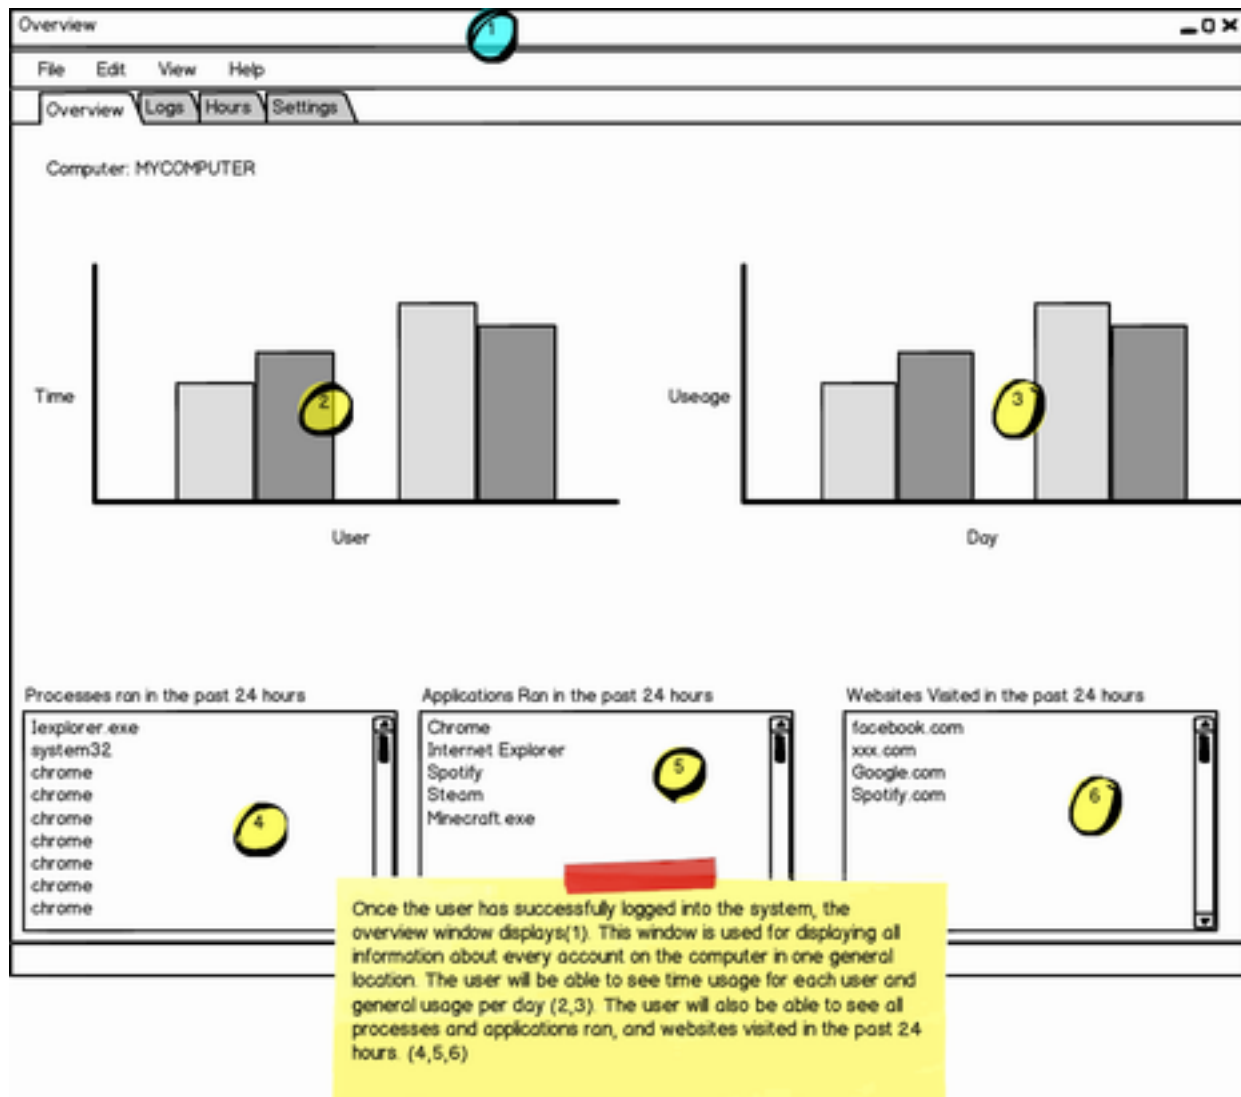 Overview
1
File Edit View Help
Overview Logs Hours Settings
Computer: MYCOMPUTER
Time
2
User
Useage
3
Day
Processes ran in the past 24 hours
Iexplorer.exe
system32
chrome
chrome
chrome
chrome
chrome
chrome
chrome
4
Applications Ran in the past 24 hours
Chrome
Internet Explorer
Spotify
Steam
Minecraft.exe
5
Websites Visited in the past 24 hours
facebook.com
xxx.com
Google.com
Spotify.com
6
Once the user has successfully logged into the system, the
overview window displays(1). This window is used for displaying all
information about every account on the computer in one general
location. The user will be able to see time usage for each user and
general usage per day (2,3). The user will also be able to see all
processes and applications ran, and websites visited in the past 24
hours. (4,5,6)